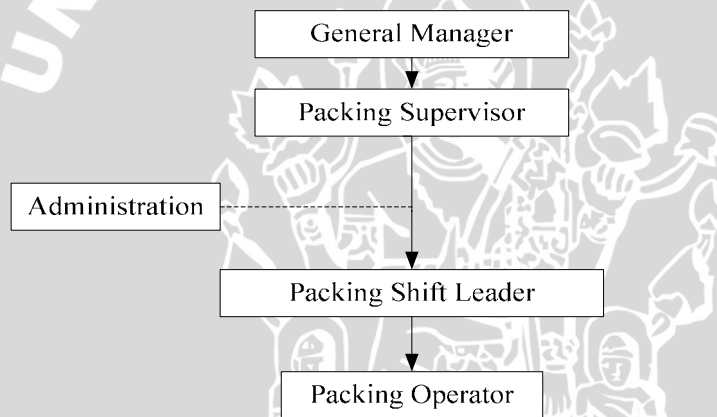 General Manager
Packing Supervisor
Administration
Packing Shift Leader
Packing Operator